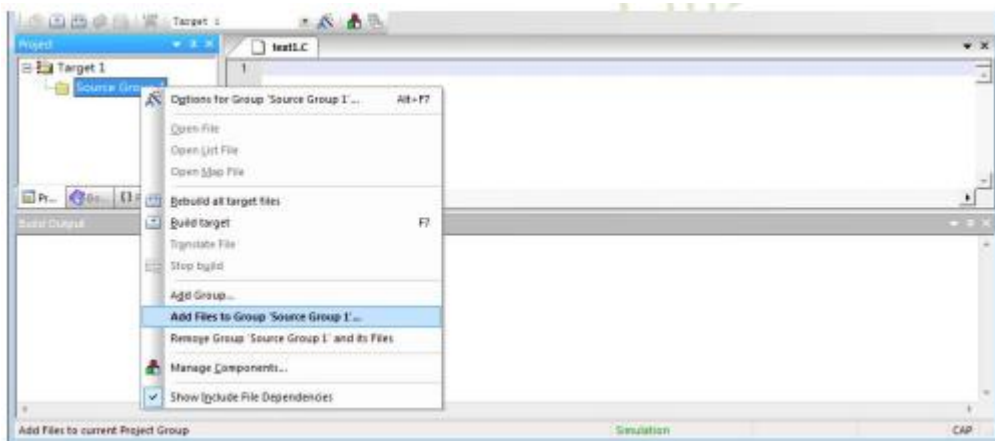 Target 1
Project
text1.C
Target 1
1
Source Gro
Options for Group 'Source Group 1'... Alt+F7
Open File
Open List File
Open Map File
Rebuild all target files
Build target F7
Translate File
Stop build
Add Group...
Add Files to Group 'Source Group 1'...
Remove Group 'Source Group 1' and its Files
Manage Components...
Show Include File Dependencies
Pr...
Build Output
Add Files to current Project Group
Simulation
CAP